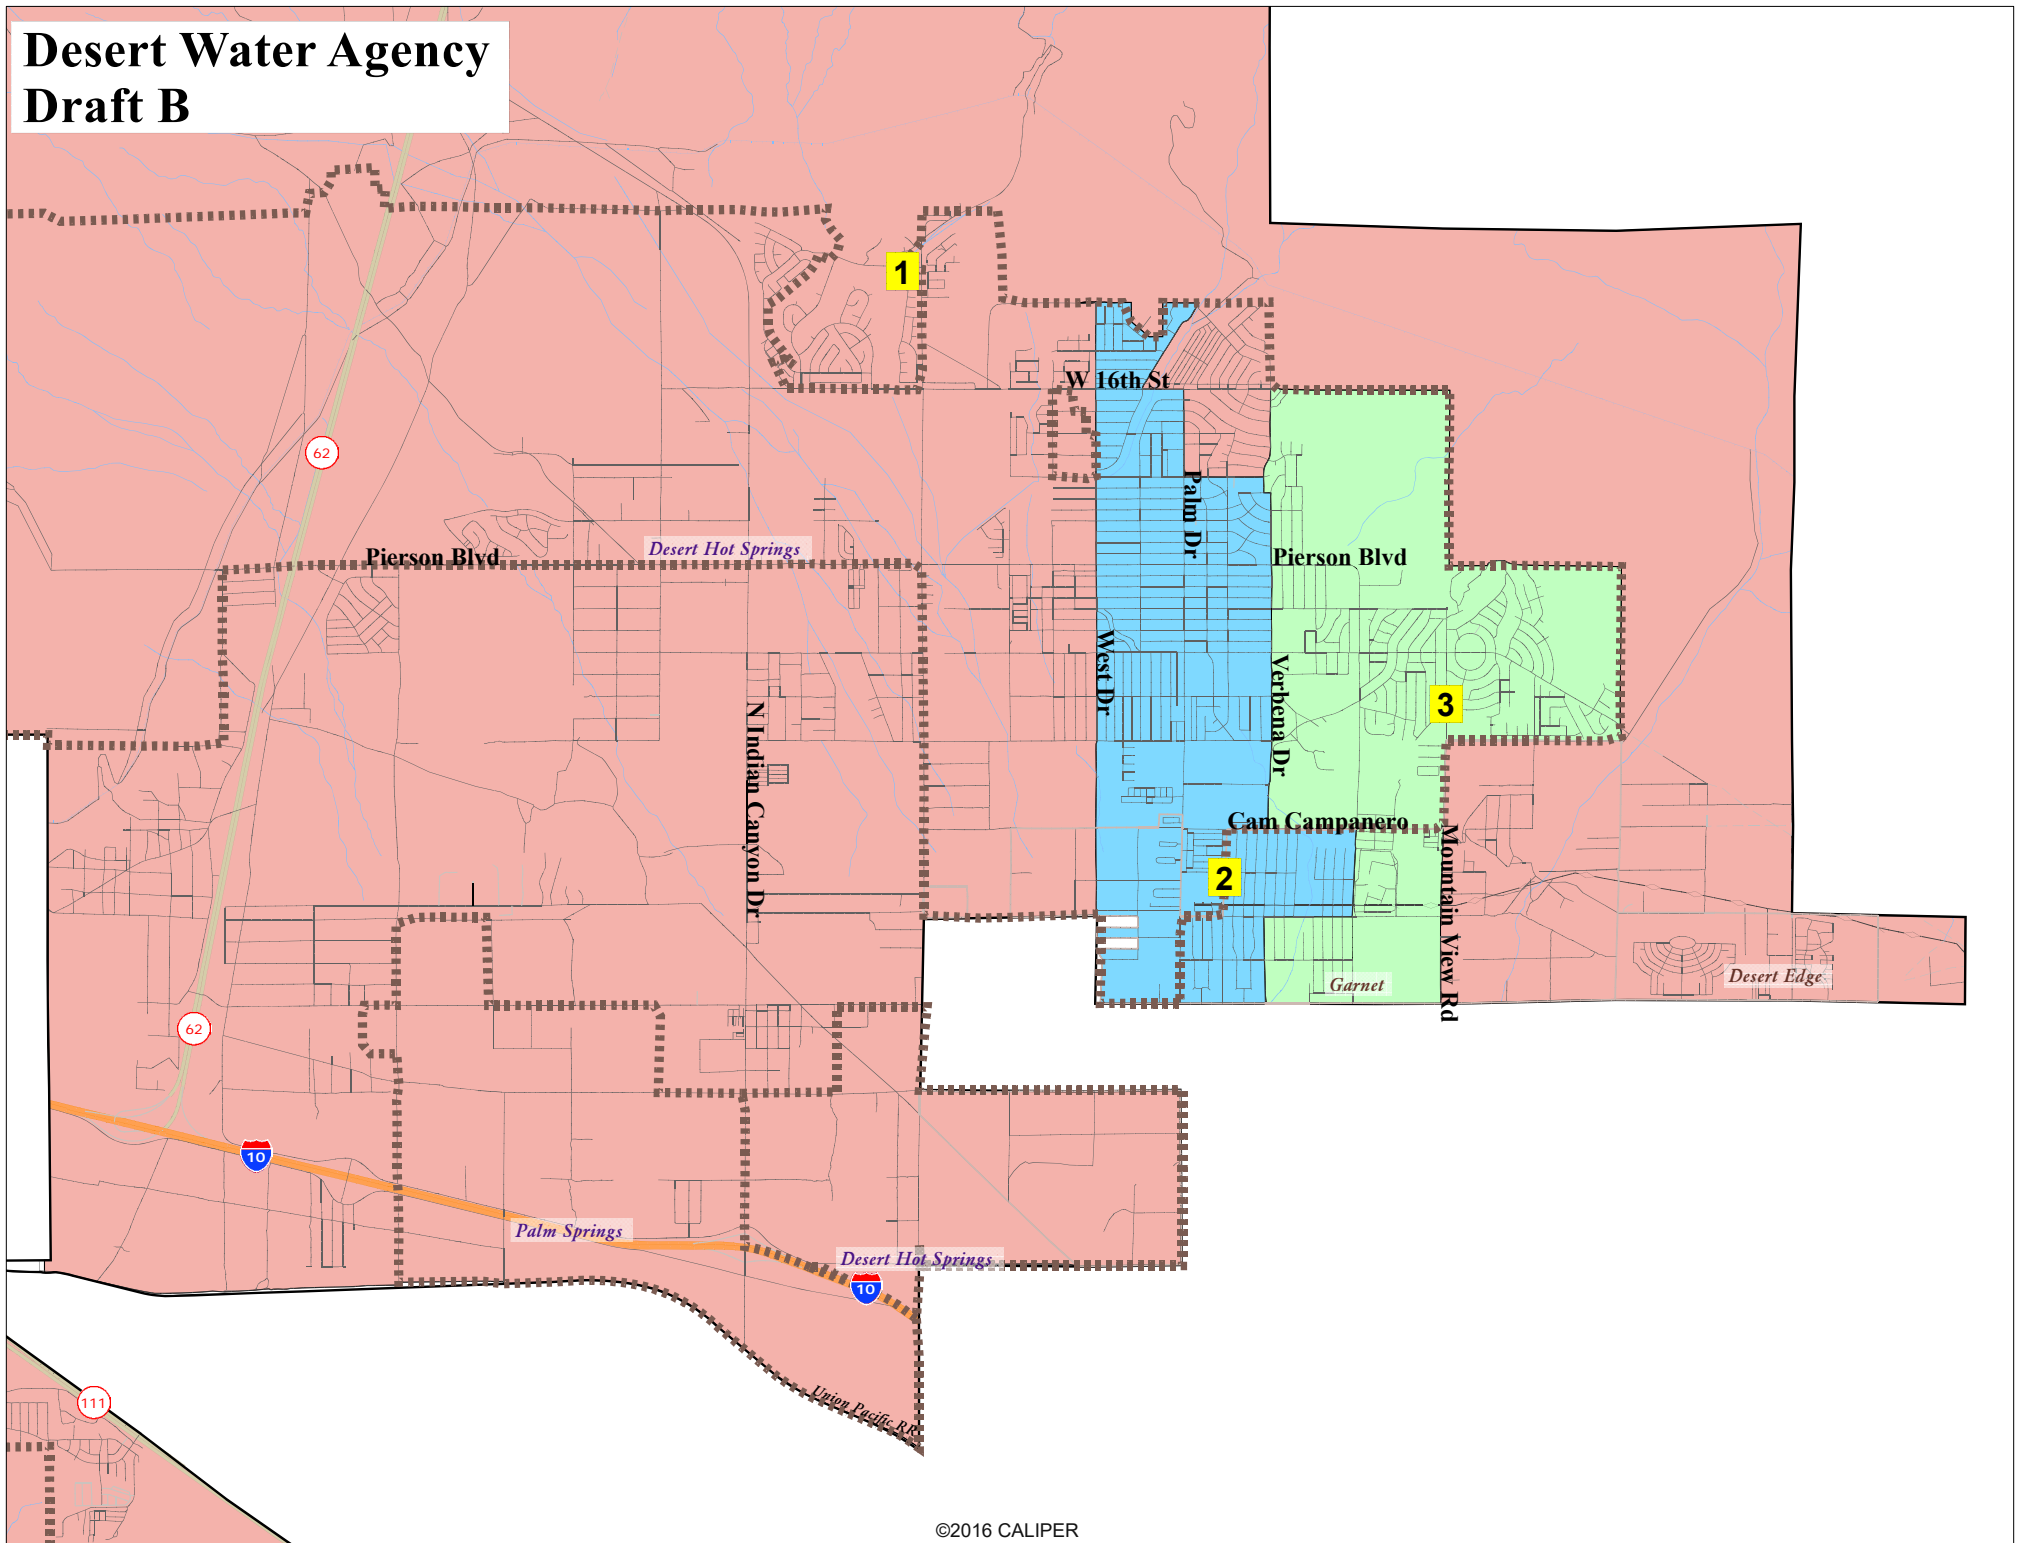 Desert Water Agency
Draft B
1
W 16th St
62
Palm Dr
Pierson Blvd
Desert Hot Springs
Pierson Blvd
West Dr
Verbena Dr
3
N Indian Canyon Dr
Cam Campanero
Mountain View Rd
2
Garnet
Desert Edge
62
10
Palm Springs
Desert Hot Springs
10
Union Pacific RR
111
©2016 CALIPER